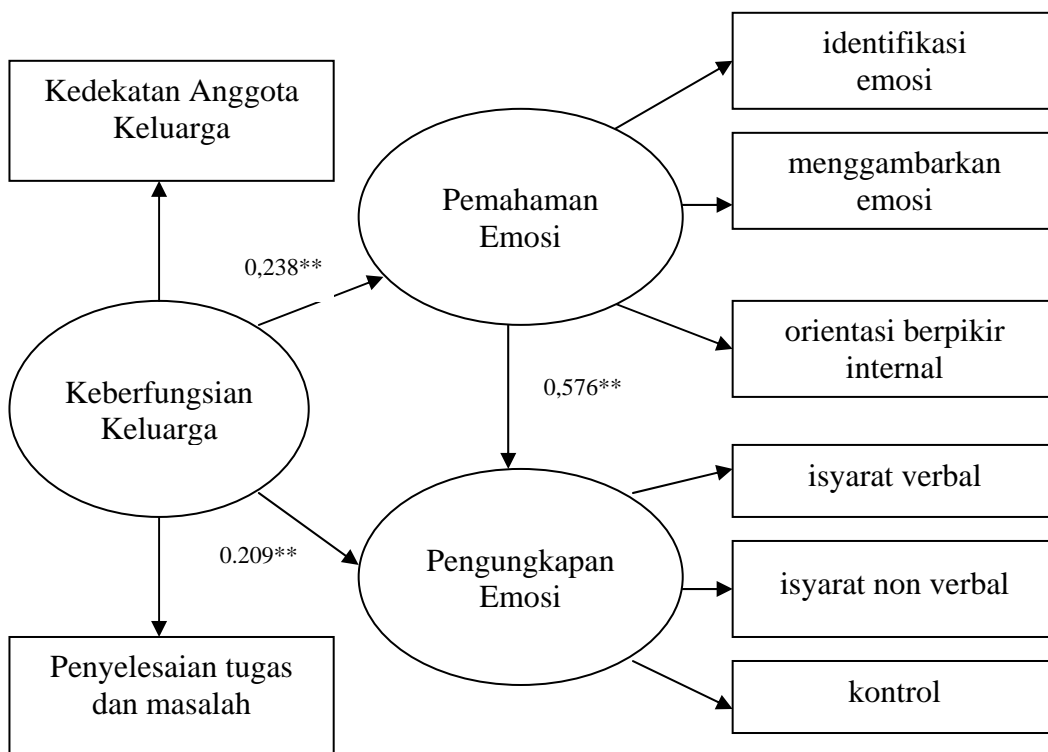 Kedekatan Anggota
Keluarga
identifikasi
emosi
menggambarkan
emosi
Pemahaman
Emosi
0,238**
orientasi berpikir
internal
Keberfungsian
Keluarga
0,576**
isyarat verbal
0.209**
Pengungkapan
Emosi
isyarat non verbal
Penyelesaian tugas
dan masalah
kontrol